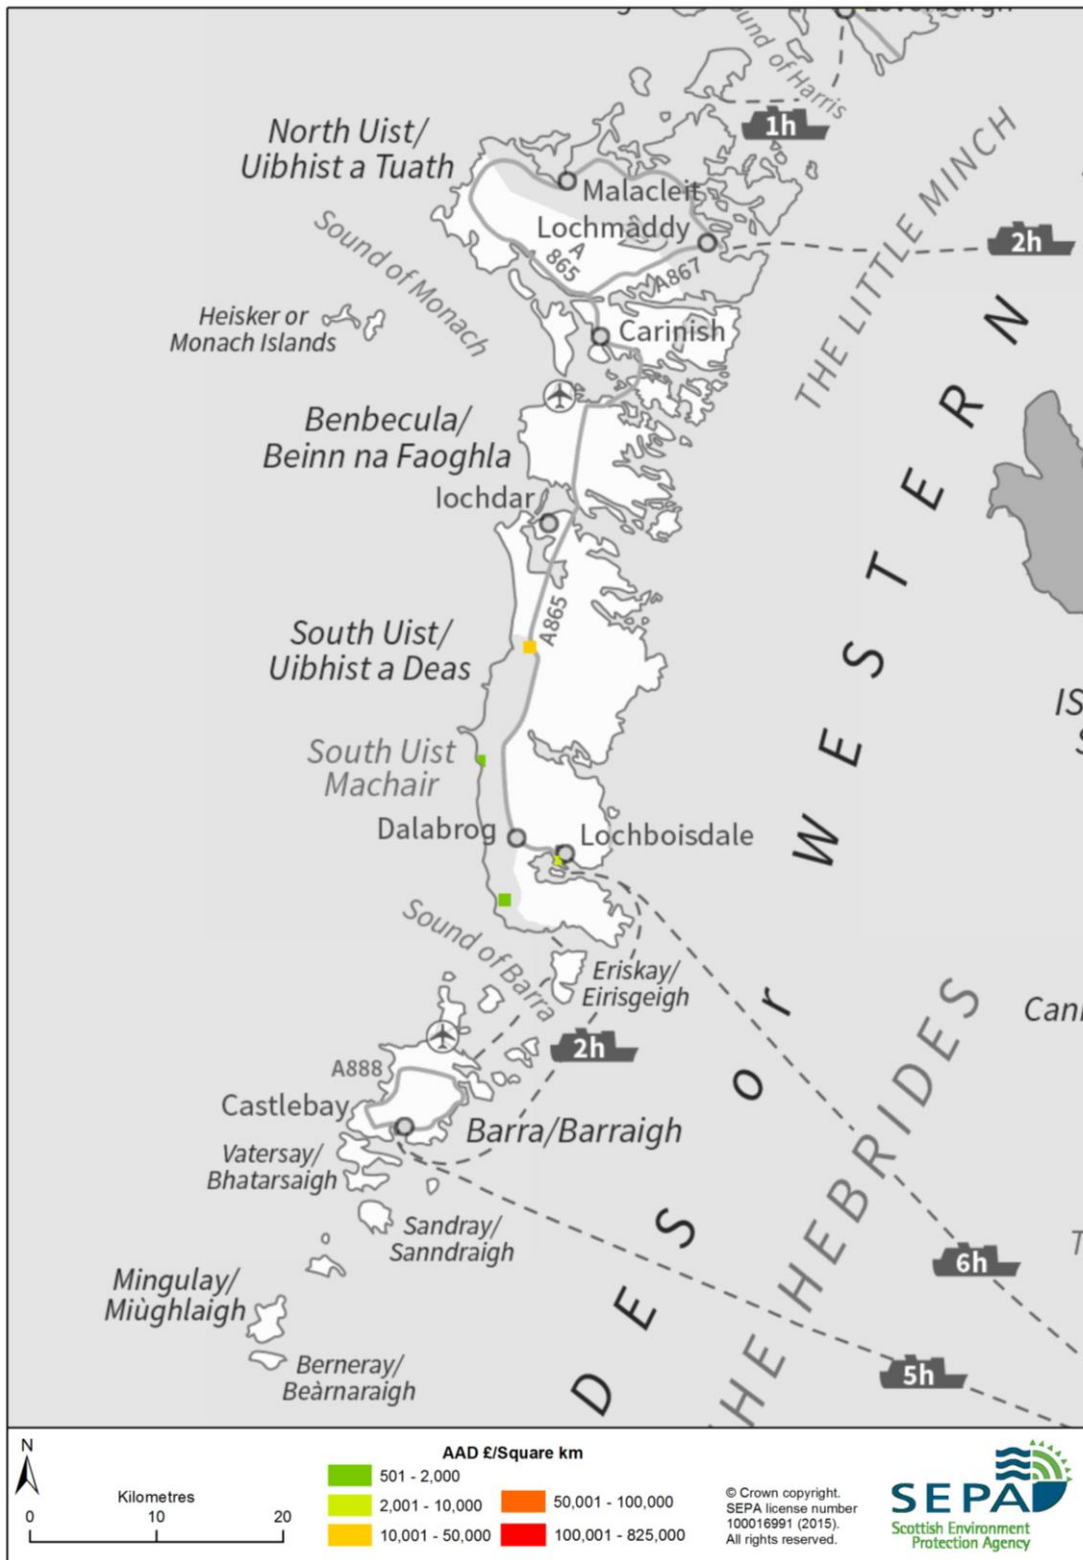 Sound of Harris
1h
North Uist/
Uibhist a Tuath
Malacleit
Lochmaddy
A
865
A867
2h
Sound of Monach
THE LITTLE MINCH
Heisker or
Monach Islands
Carinish
Benbecula/
Beinn na Faoghla
Iochdar
A865
South Uist/
Uibhist a Deas
South Uist
Machair
Dalabrog
Lochboisdale
WESTERN
IS
S
Sound of Barra
Eriskay/
Eirisgeigh
2h
A888
Castlebay
Barra/Barraigh
Vatersay/
Bhatarsaigh
Sandray/
Sanndraigh
Mingulay/
Miùghlaigh
Berneray/
Beàrnaraigh
or
DES
HE HEBRIDES
Can
T
6h
5h
N
Kilometres
0 10 20
AAD £/Square km
501 - 2,000
2,001 - 10,000
10,001 - 50,000
50,001 - 100,000
100,001 - 825,000
© Crown copyright.
SEPA license number
100016991 (2015).
All rights reserved.
SEPA
Scottish Environment
Protection Agency